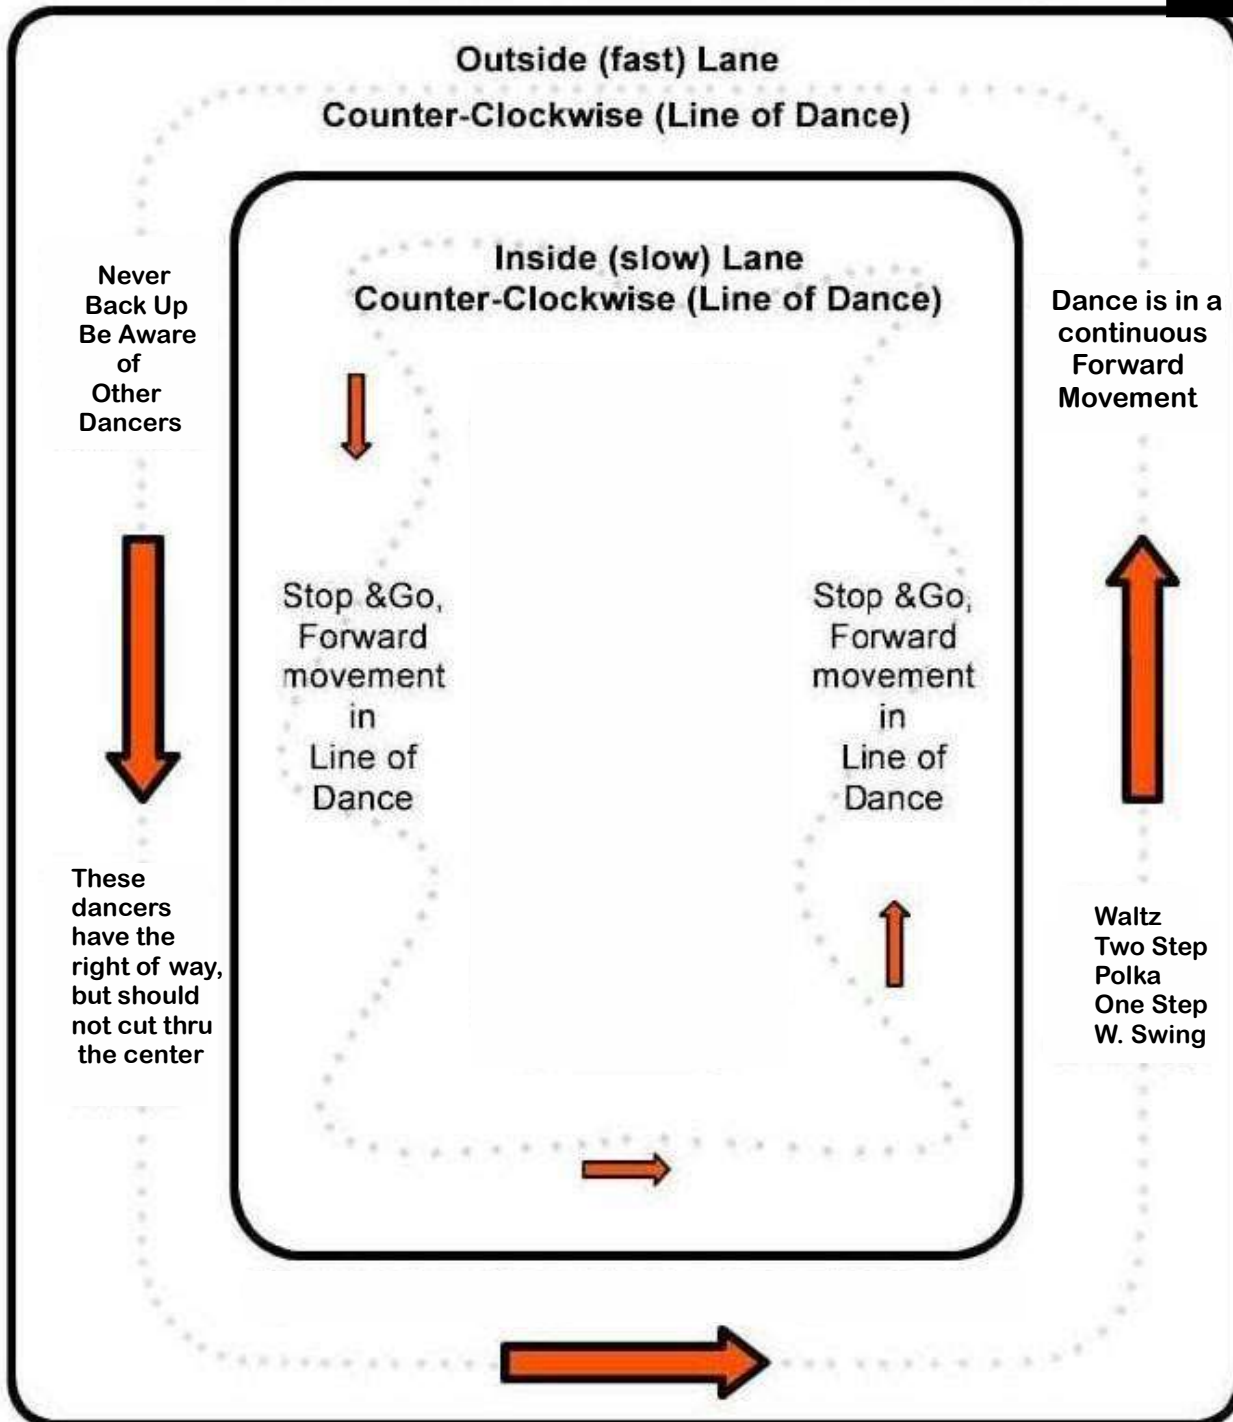 Outside (fast) Lane
Counter-Clockwise (Line of Dance)
Inside (slow) Lane
Counter-Clockwise (Line of Dance)
Never
Back Up
Be Aware
of
Other
Dancers
Dance is in a
continuous
Forward
Movement
Stop &Go,
Forward
movement
in
Line of
Dance
Stop &Go,
Forward
movement
in
Line of
Dance
These
dancers
have the
right of way,
but should
not cut thru
the center
Waltz
Two Step
Polka
One Step
W. Swing